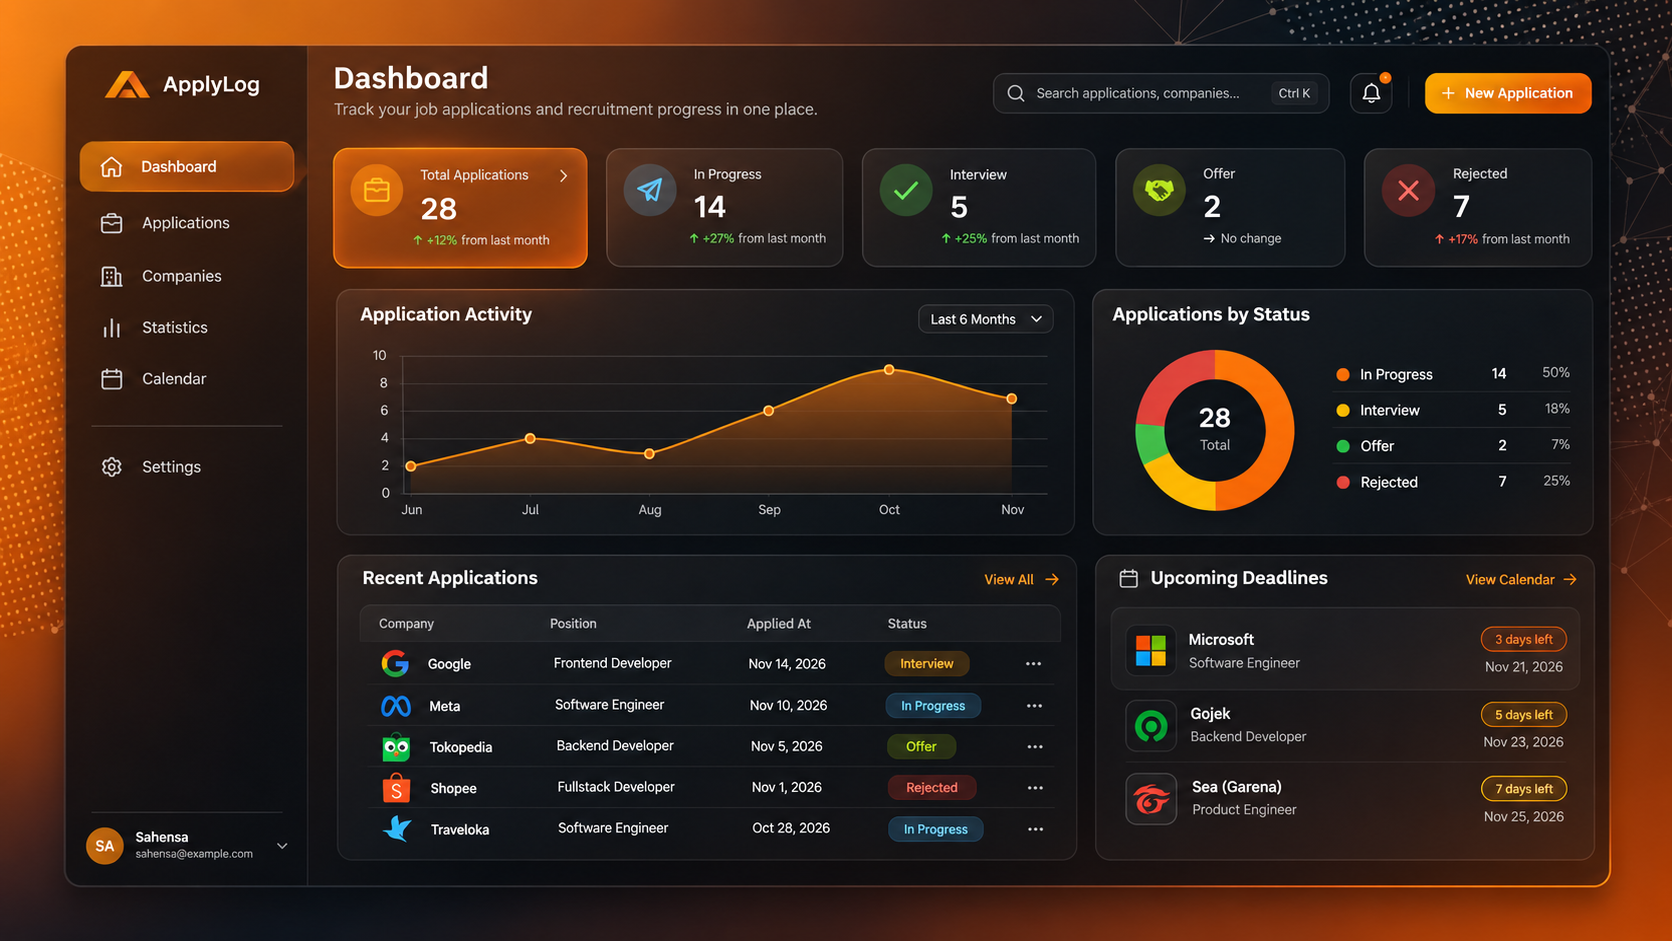 ApplyLog
Dashboard
Applications
Companies
Statistics
Calendar
Settings
SA
Sahensa
sahensa@example.com
Dashboard
Track your job applications and recruitment progress in one place.
Search applications, companies... Ctrl K
+ New Application
Total Applications
28
↑ +12% from last month
In Progress
14
↑ +27% from last month
Interview
5
↑ +25% from last month
Offer
2
→ No change
Rejected
7
↑ +17% from last month
Application Activity
Last 6 Months
10
8
6
4
2
0
Jun Jul Aug Sep Oct Nov
Applications by Status
28
Total
In Progress 14 50%
Interview 5 18%
Offer 2 7%
Rejected 7 25%
Recent Applications
View All →
Company Position Applied At Status
Google Frontend Developer Nov 14, 2026 Interview
Meta Software Engineer Nov 10, 2026 In Progress
Tokopedia Backend Developer Nov 5, 2026 Offer
Shopee Fullstack Developer Nov 1, 2026 Rejected
Traveloka Software Engineer Oct 28, 2026 In Progress
Upcoming Deadlines
View Calendar →
Microsoft
Software Engineer
3 days left
Nov 21, 2026
Gojek
Backend Developer
5 days left
Nov 23, 2026
Sea (Garena)
Product Engineer
7 days left
Nov 25, 2026